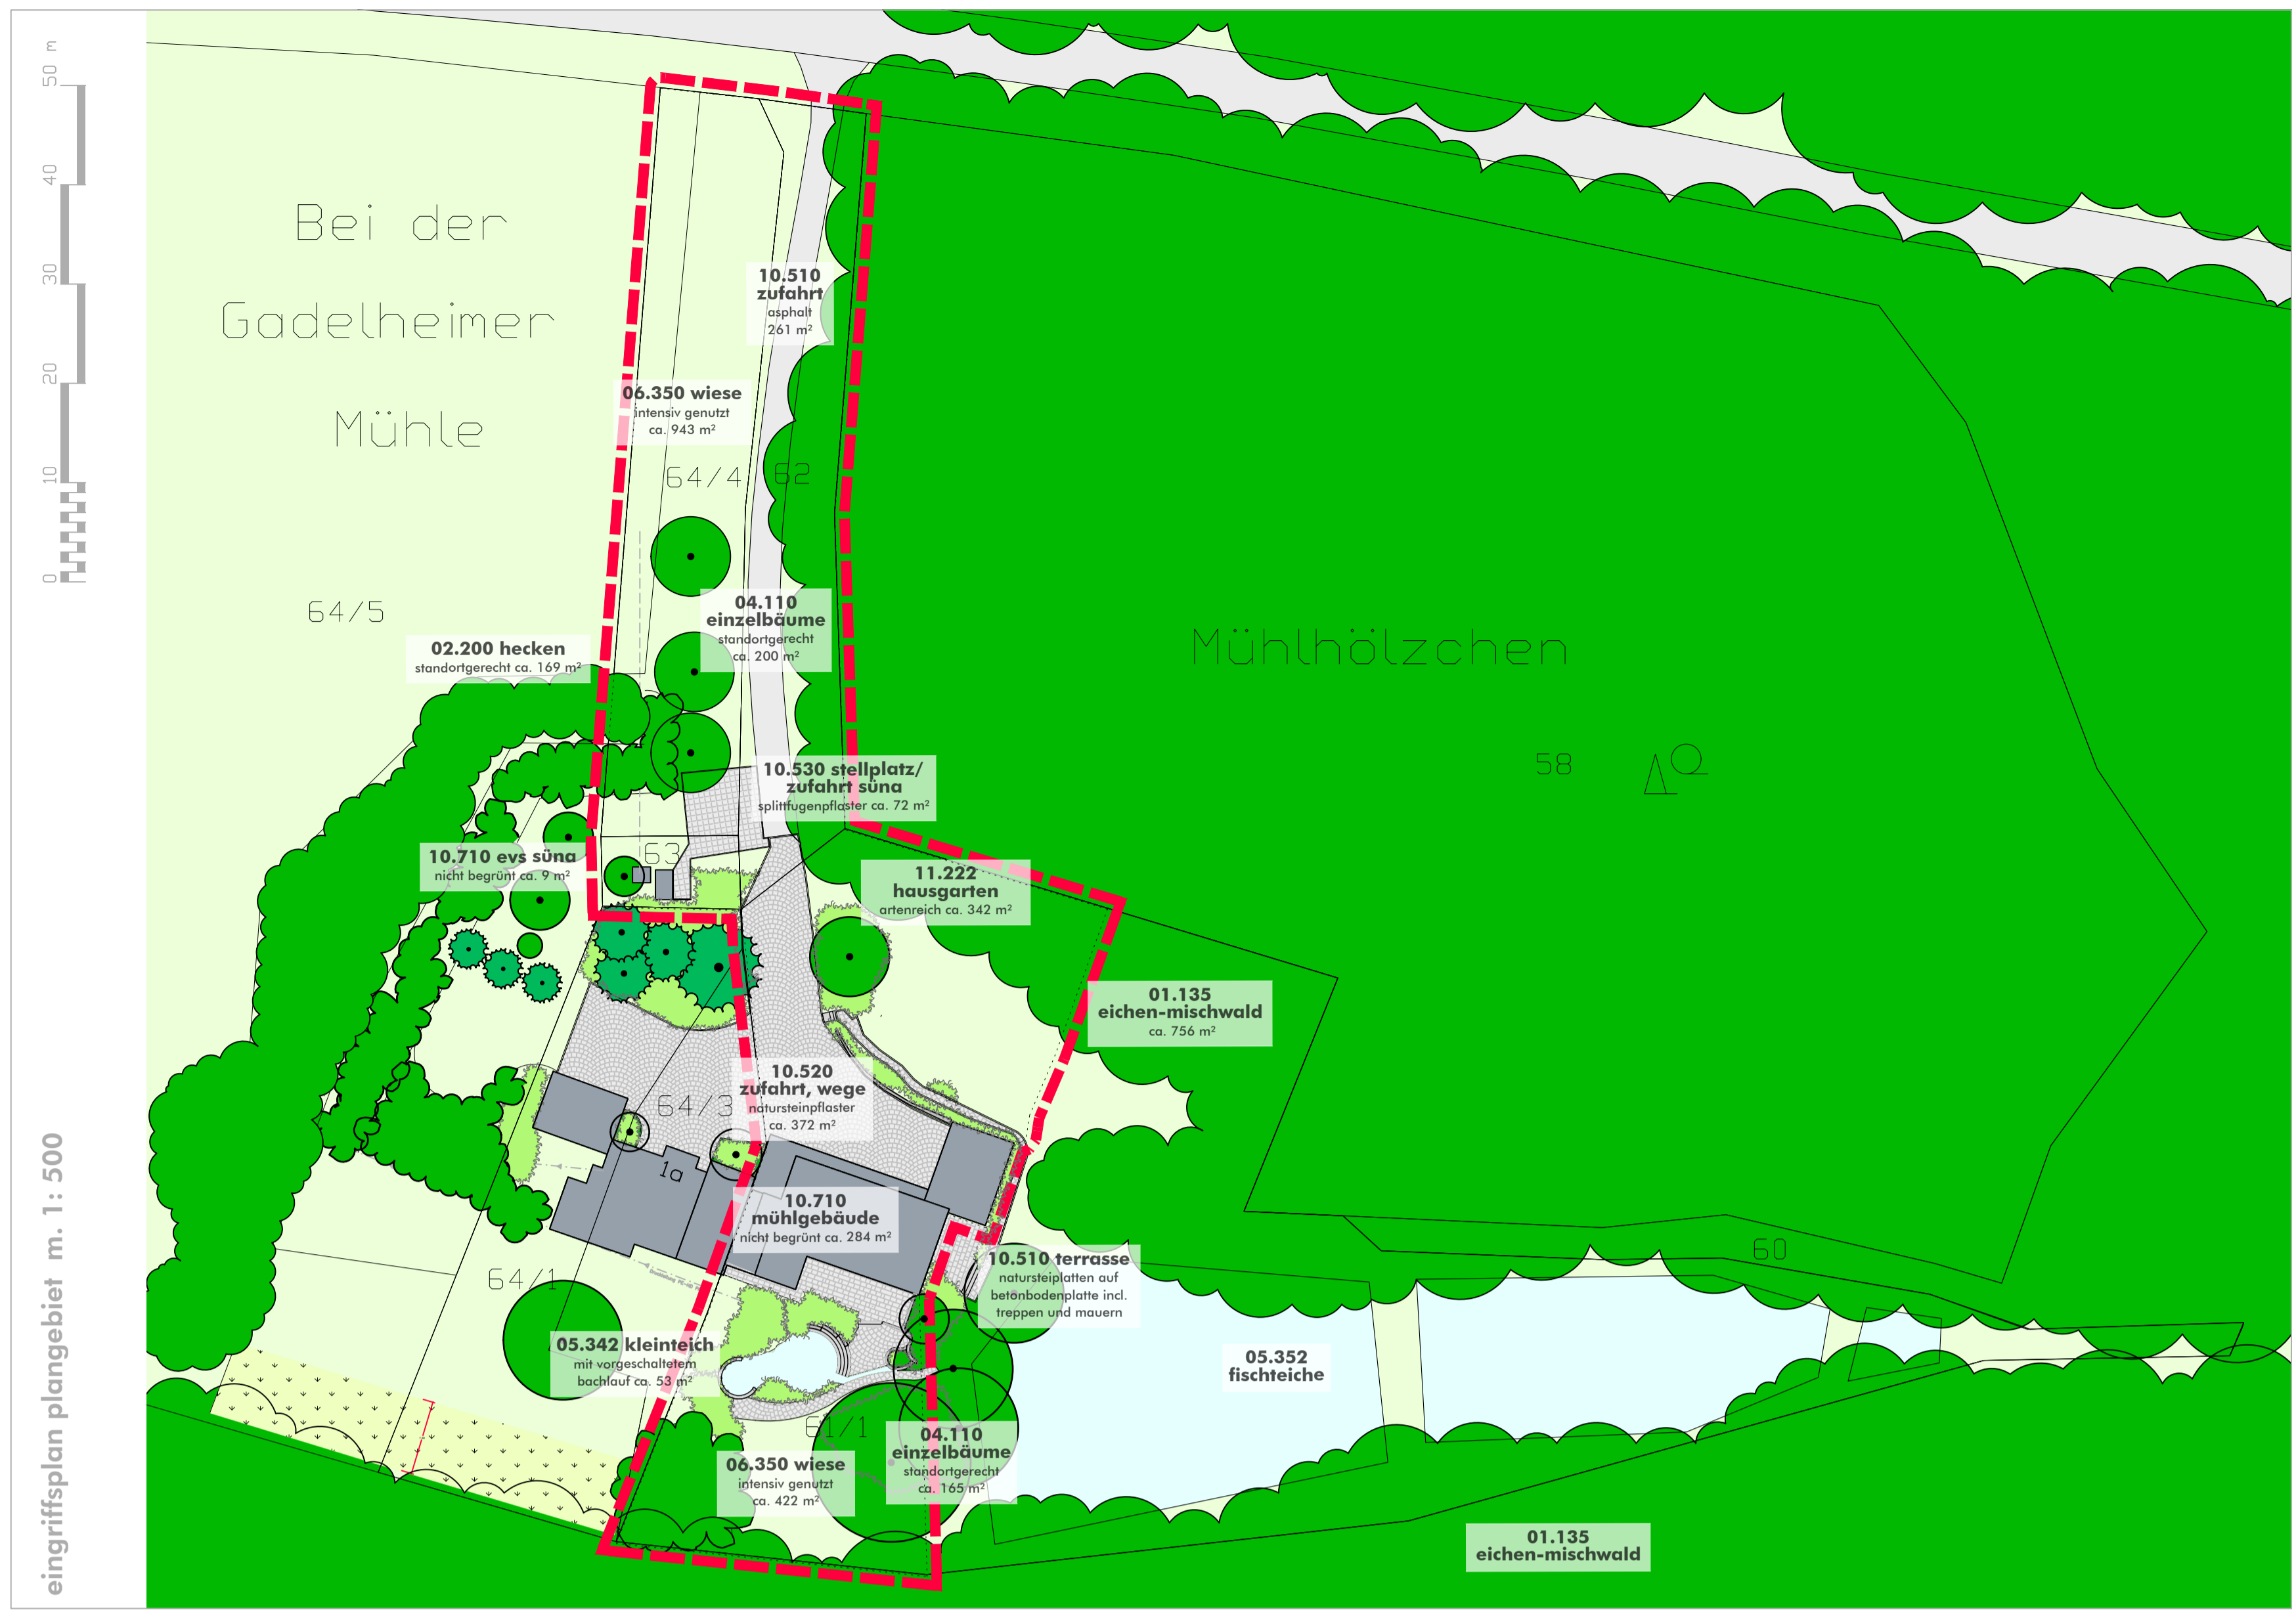 50 m
40
30
20
10
0
eingriffsplan plangebiet m. 1: 500
Bei der
Gadelheimer
Mühle
64/5
10.510
zufahrt
asphalt
261 m²
06.350 wiese
intensiv genutzt
ca. 943 m²
64/4
62
04.110
einzelbäume
standortgerecht
ca. 200 m²
02.200 hecken
standortgerecht ca. 169 m²
Mühlhölzchen
58
10.530 stellplatz/
zufahrt süna
splittfugenpflaster ca. 72 m²
63
10.710 evs süna
nicht begrünt ca. 9 m²
11.222
hausgarten
artenreich ca. 342 m²
01.135
eichen-mischwald
ca. 756 m²
10.520
zufahrt, wege
natursteinpflaster
ca. 372 m²
64/3
1a
10.710
mühlgebäude
nicht begrünt ca. 284 m²
60
10.510 terrasse
natursteiplatten auf
betonbodenplatte incl.
treppen und mauern
64/1
05.342 kleinteich
mit vorgeschaltetem
bachlauf ca. 53 m²
05.352
fischteiche
61/1
04.110
einzelbäume
standortgerecht
ca. 165 m²
06.350 wiese
intensiv genutzt
ca. 422 m²
01.135
eichen-mischwald